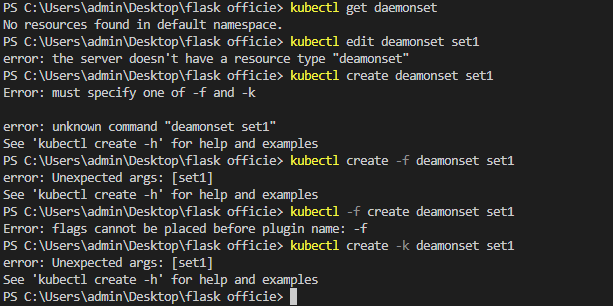 PS C:\Users\admin\Desktop\flask officie> kubectl get daemonset
No resources found in default namespace.
PS C:\Users\admin\Desktop\flask officie> kubectl edit deamonset set1
error: the server doesn't have a resource type "deamonset"
PS C:\Users\admin\Desktop\flask officie> kubectl create deamonset set1
Error: must specify one of -f and -k

error: unknown command "deamonset set1"
See 'kubectl create -h' for help and examples
PS C:\Users\admin\Desktop\flask officie> kubectl create -f deamonset set1
error: Unexpected args: [set1]
See 'kubectl create -h' for help and examples
PS C:\Users\admin\Desktop\flask officie> kubectl -f create deamonset set1
Error: flags cannot be placed before plugin name: -f
PS C:\Users\admin\Desktop\flask officie> kubectl create -k deamonset set1
error: Unexpected args: [set1]
See 'kubectl create -h' for help and examples
PS C:\Users\admin\Desktop\flask officie>